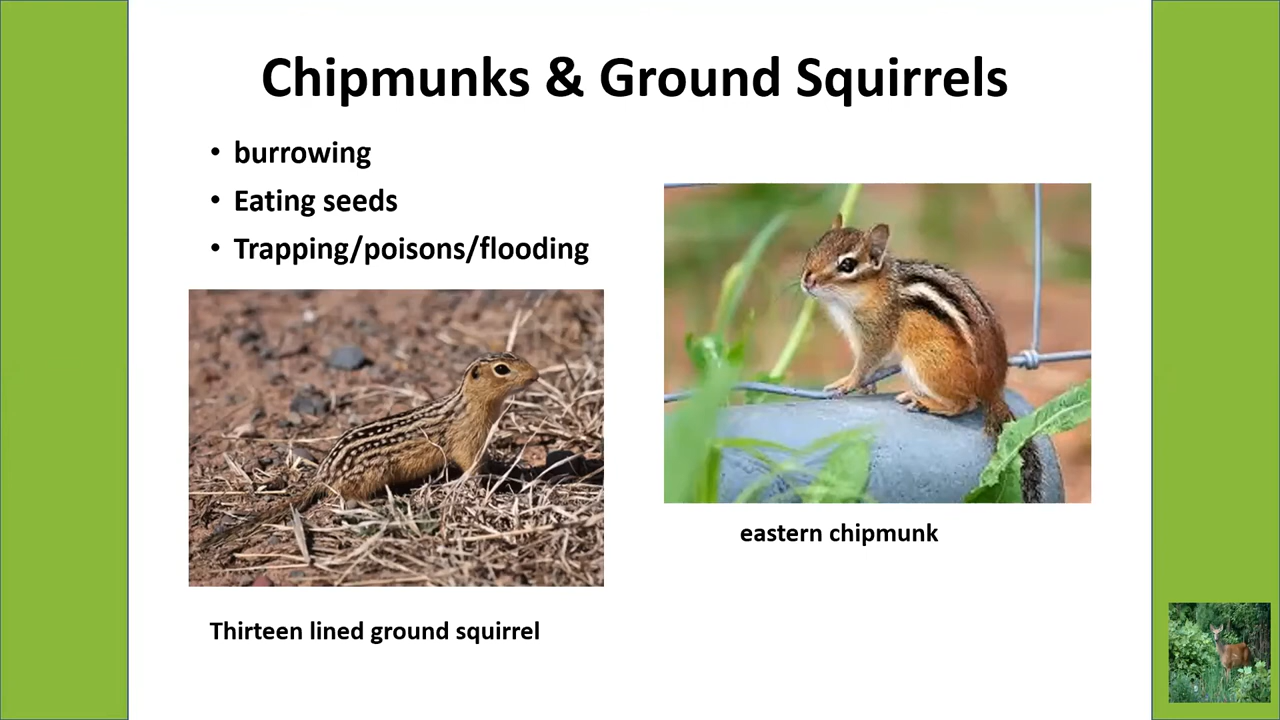 Chipmunks & Ground Squirrels
• burrowing
• Eating seeds
• Trapping/poisons/flooding
eastern chipmunk
Thirteen lined ground squirrel